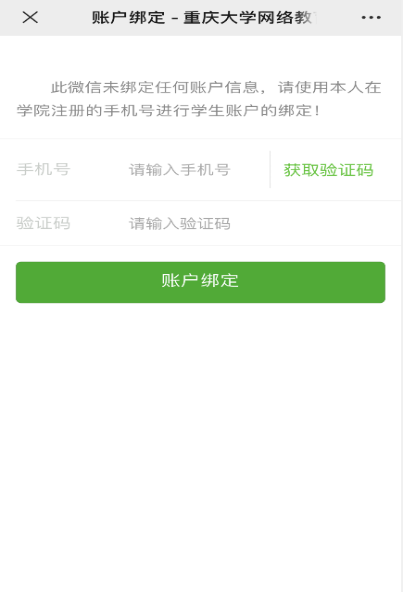 账户绑定 - 重庆大学网络教
此微信未绑定任何账户信息，请使用本人在
学院注册的手机号进行学生账户的绑定！
手机号 请输入手机号 获取验证码
验证码 请输入验证码
账户绑定